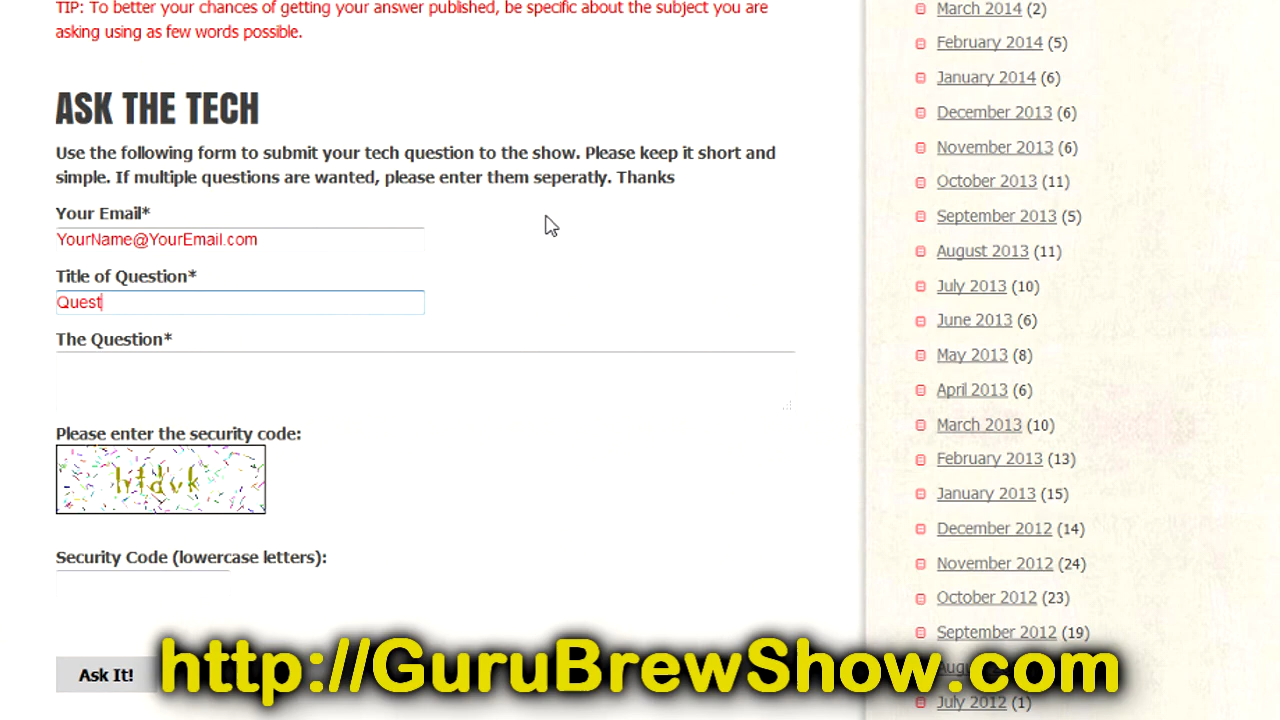 TIP: To better your chances of getting your answer published, be specific about the subject you are
asking using as few words possible.
ASK THE TECH
Use the following form to submit your tech question to the show. Please keep it short and
simple. If multiple questions are wanted, please enter them seperatly. Thanks
Your Email*
YourName@YourEmail.com
Title of Question*
Quest
The Question*
Please enter the security code:
Security Code (lowercase letters):
Ask It!
March 2014 (2)
February 2014 (5)
January 2014 (6)
December 2013 (6)
November 2013 (6)
October 2013 (11)
September 2013 (5)
August 2013 (11)
July 2013 (10)
June 2013 (6)
May 2013 (8)
April 2013 (6)
March 2013 (10)
February 2013 (13)
January 2013 (15)
December 2012 (14)
November 2012 (24)
October 2012 (23)
September 2012 (19)
July 2012 (1)
http://GuruBrewShow.com